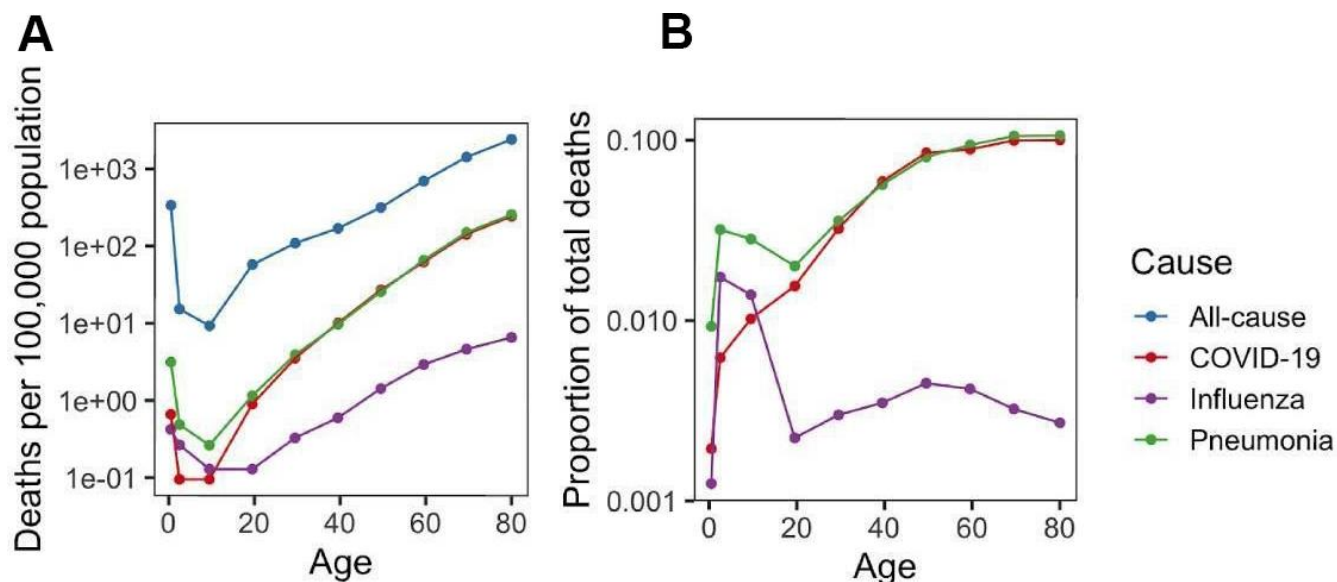 A
Deaths per 100,000 population
1e+03
1e+02
1e+01
1e+00
1e-01
0 20 40 60 80
Age
B
Proportion of total deaths
0.100
0.010
0.001
0 20 40 60 80
Age
Cause
All-cause
COVID-19
Influenza
Pneumonia